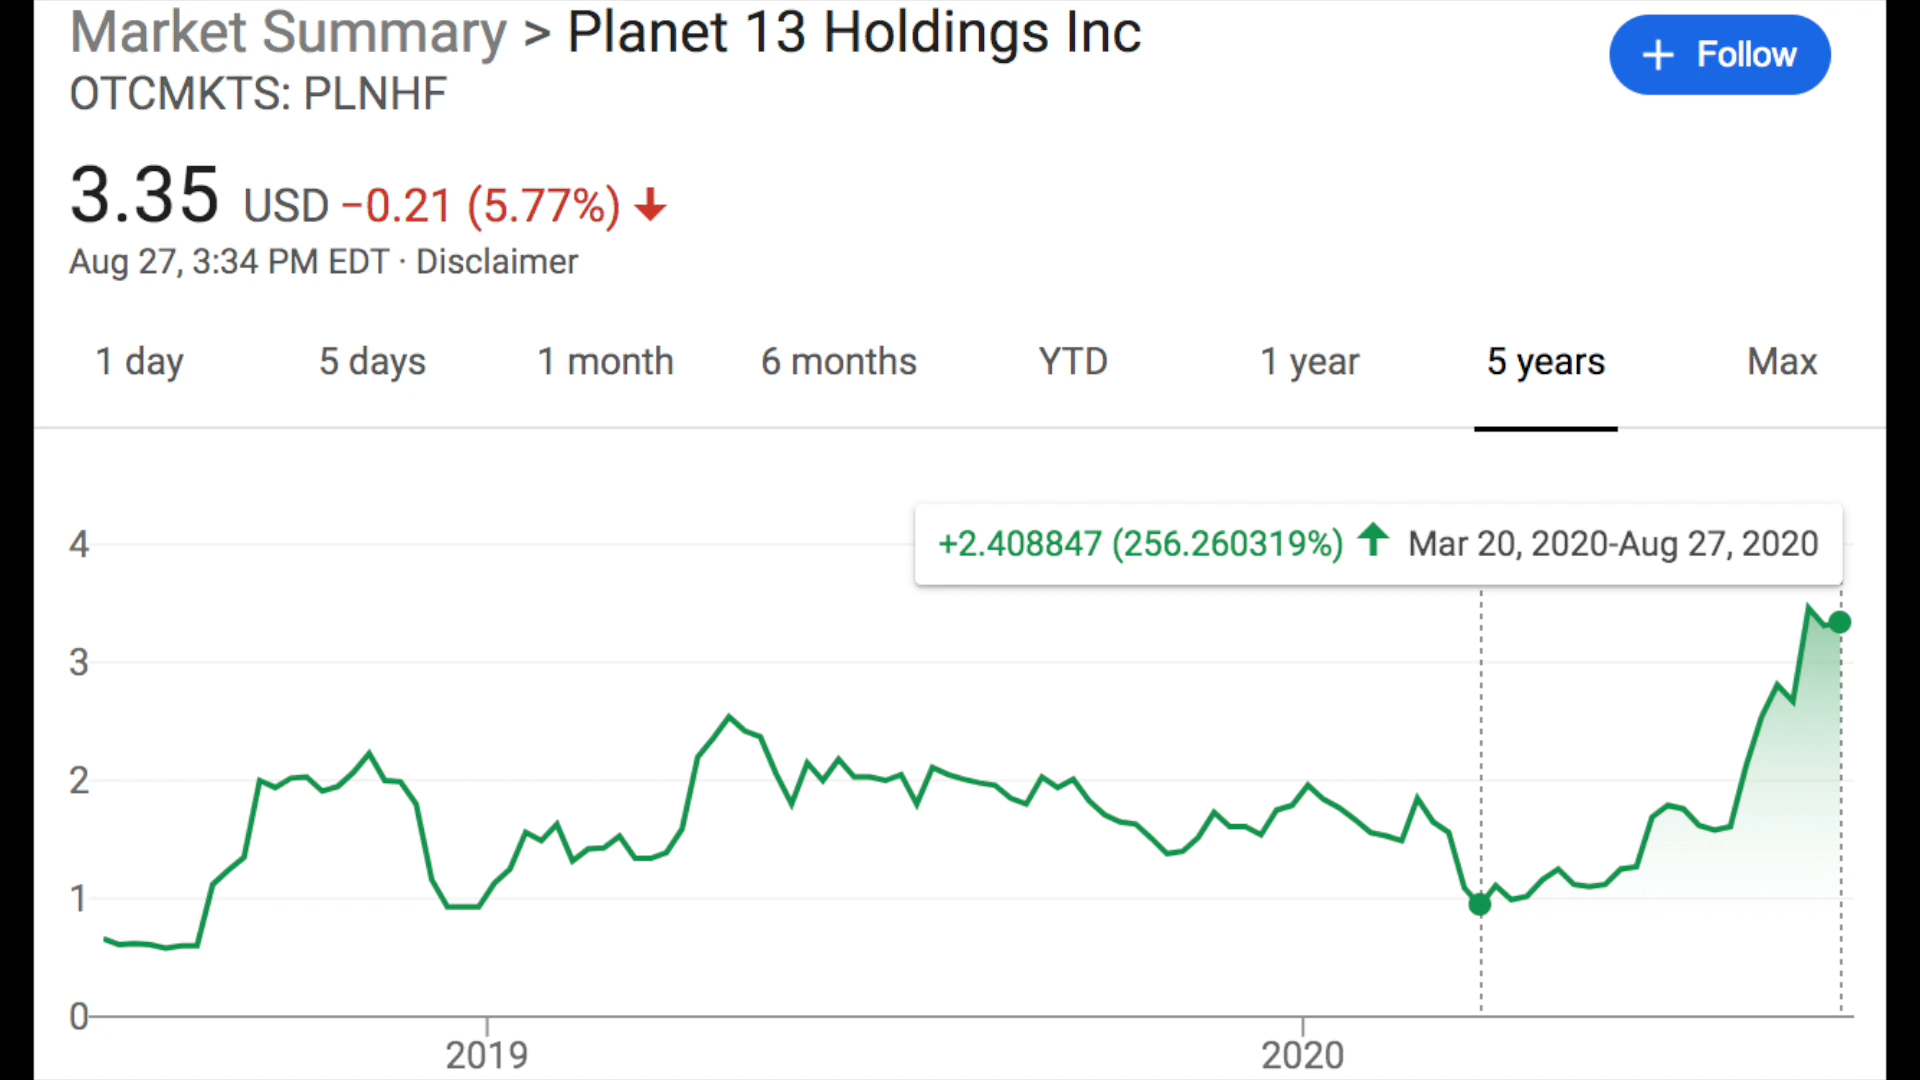 Market Summary > Planet 13 Holdings Inc
+ Follow
OTCMKTS: PLNHF
3.35 USD −0.21 (5.77%)
Aug 27, 3:34 PM EDT · Disclaimer
1 day 5 days 1 month 6 months YTD 1 year 5 years Max
+2.408847 (256.260319%) Mar 20, 2020-Aug 27, 2020
4
3
2
1
0
2019 2020